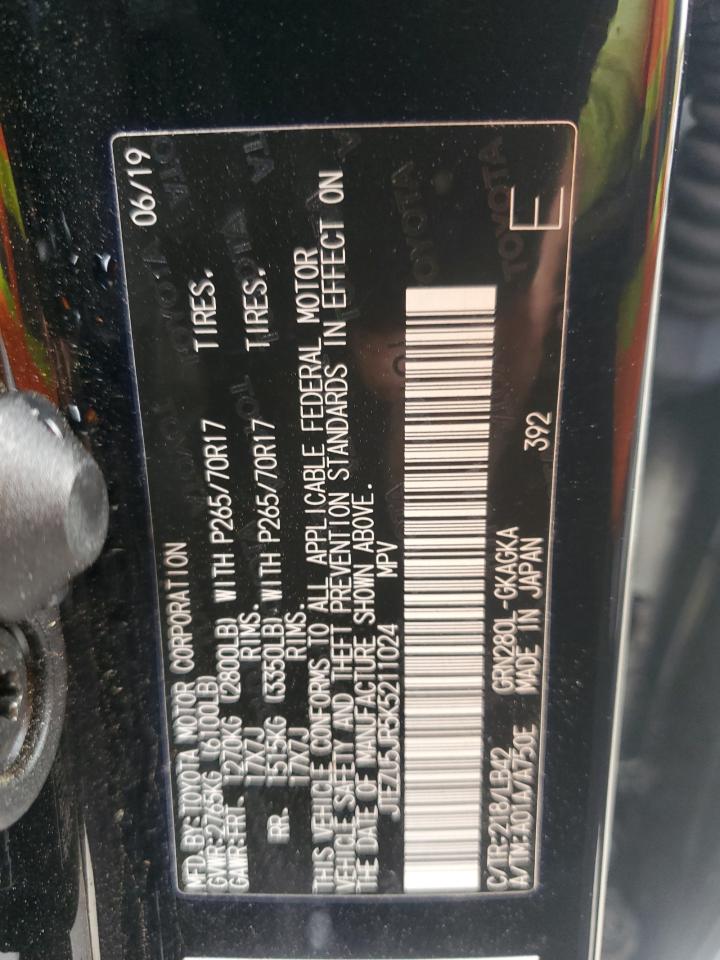 MFD.BY:TOYOTA MOTOR CORPORATION 06/19
GVWR:2765KG (6100LB)
GAWR:FRT. 1270KG (2800LB) WITH P265/70R17 TIRES.
17X7J RIMS.
RR. 1515KG (3350LB) WITH P265/70R17 TIRES.
17X7J RIMS.
THIS VEHICLE CONFORMS TO ALL APPLICABLE FEDERAL MOTOR
VEHICLE SAFETY AND THEFT PREVENTION STANDARDS IN EFFECT ON
THE DATE OF MANUFACTURE SHOWN ABOVE.
JTEZU5JR5K5211024 MPV
C/TR:218/LB42 GRN280L-GKAGKA
A/TM:A01A/A750E MADE IN JAPAN 392
E